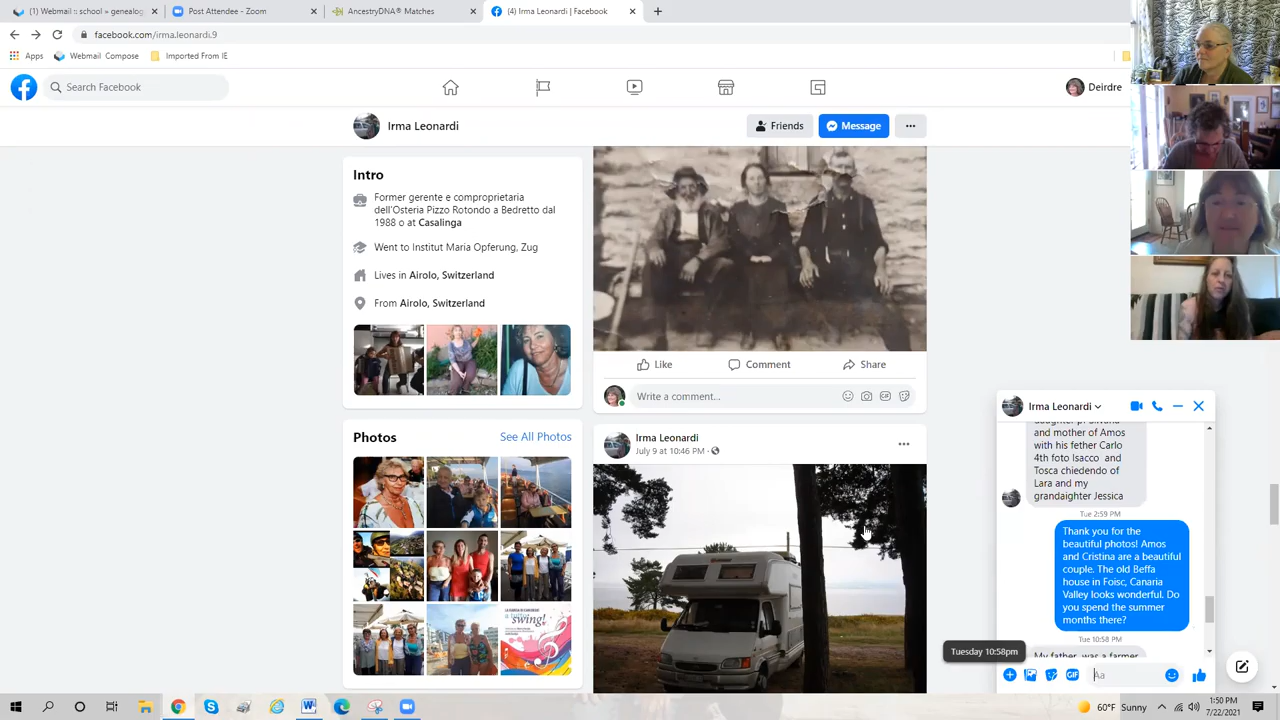 (1) Webmail :: school » genealog
Post Attendee - Zoom
AncestryDNA® Matches
(4) Irma Leonardi | Facebook
facebook.com/irma.leonardi.9
Apps
Webmail Compose
Imported From IE
Search Facebook
Deirdre
Irma Leonardi
Friends
Message
Intro
Former gerente e comproprietaria
dell'Osteria Pizzo Rotondo a Bedretto dal
1988 o at Casalinga
Went to Institut Maria Opferung, Zug
Lives in Airolo, Switzerland
From Airolo, Switzerland
Photos
See All Photos
a tutto
swing!
Like
Comment
Share
Write a comment...
GIF
Irma Leonardi
July 9 at 10:46 PM
Irma Leonardi
and mother of Amos
with his fether Carlo
4th foto Isacco and
Tosca chiedendo of
Lara and my
grandaighter Jessica
Tue 2:59 PM
Thank you for the
beautiful photos! Amos
and Cristina are a beautiful
couple. The old Beffa
house in Foisc, Canaria
Valley looks wonderful. Do
you spend the summer
months there?
Tue 10:58 PM
Tuesday 10:58pm
My father was a farmer
GIF
Aa
60°F Sunny
1:50 PM
7/22/2021